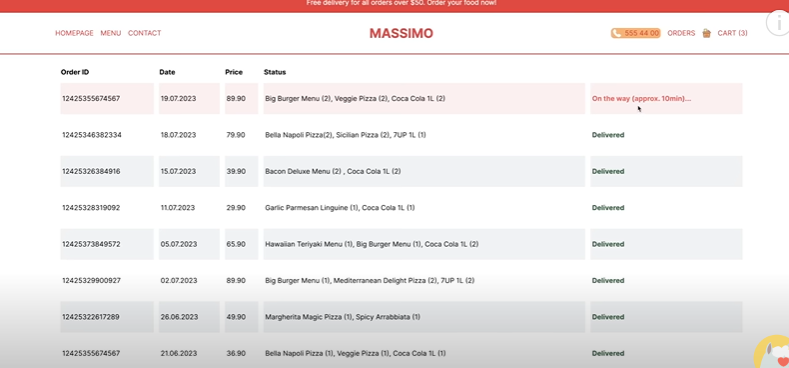 Free delivery for all orders over $50. Order your food now!
HOMEPAGE MENU CONTACT MASSIMO 555 44 00 ORDERS CART (3)
Order ID Date Price Status
12425355674567 19.07.2023 89.90 Big Burger Menu (2), Veggie Pizza (2), Coca Cola 1L (2) On the way (approx. 10min)...
12425346382334 18.07.2023 79.90 Bella Napoli Pizza(2), Sicilian Pizza (2), 7UP 1L (1) Delivered
12425326384916 15.07.2023 39.90 Bacon Deluxe Menu (2) , Coca Cola 1L (2) Delivered
12425328319092 11.07.2023 29.90 Garlic Parmesan Linguine (1), Coca Cola 1L (1) Delivered
12425373849572 05.07.2023 65.90 Hawaiian Teriyaki Menu (1), Big Burger Menu (1), Coca Cola 1L (2) Delivered
12425329900927 02.07.2023 89.90 Big Burger Menu (1), Mediterranean Delight Pizza (2), 7UP 1L (2) Delivered
12425322617289 26.06.2023 49.90 Margherita Magic Pizza (1), Spicy Arrabbiata (1) Delivered
12425355674567 21.06.2023 36.90 Bella Napoli Pizza (1), Veggie Pizza (1), Coca Cola 1L (1) Delivered